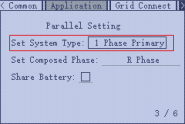 < Common Application Grid Connect >
Parallel Setting
Set System Type: 1 Phase Primary
Set Composed Phase: R Phase
Share Battery:
3 / 6